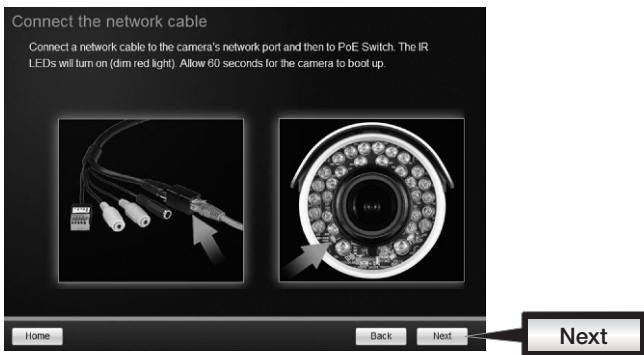 Connect the network cable
Connect a network cable to the camera's network port and then to PoE Switch. The IR
LEDs will turn on (dim red light). Allow 60 seconds for the camera to boot up.
Home
Back
Next
Next